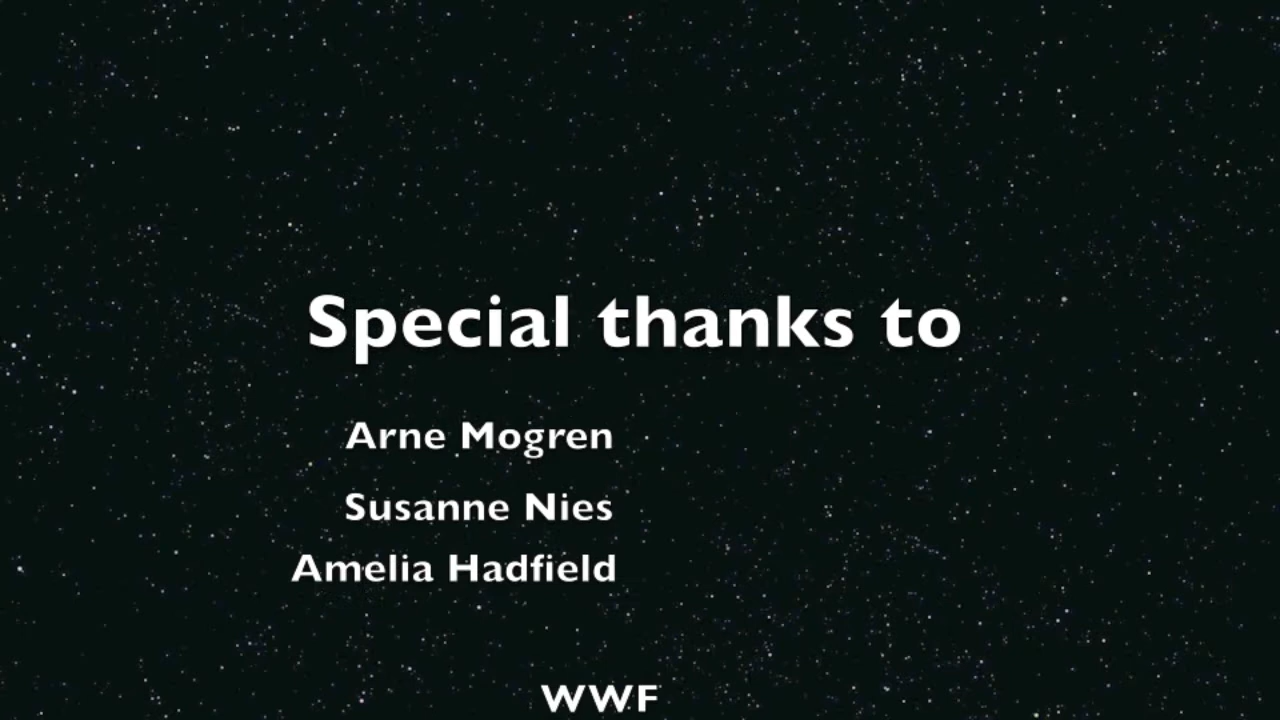 Special thanks to
Arne Mogren
Susanne Nies
Amelia Hadfield
WWF